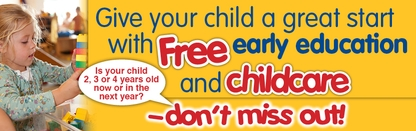 Give your child a great start
with Free early education
Is your child
2, 3 or 4 years old
now or in the
next year?
and childcare
– don't miss out!